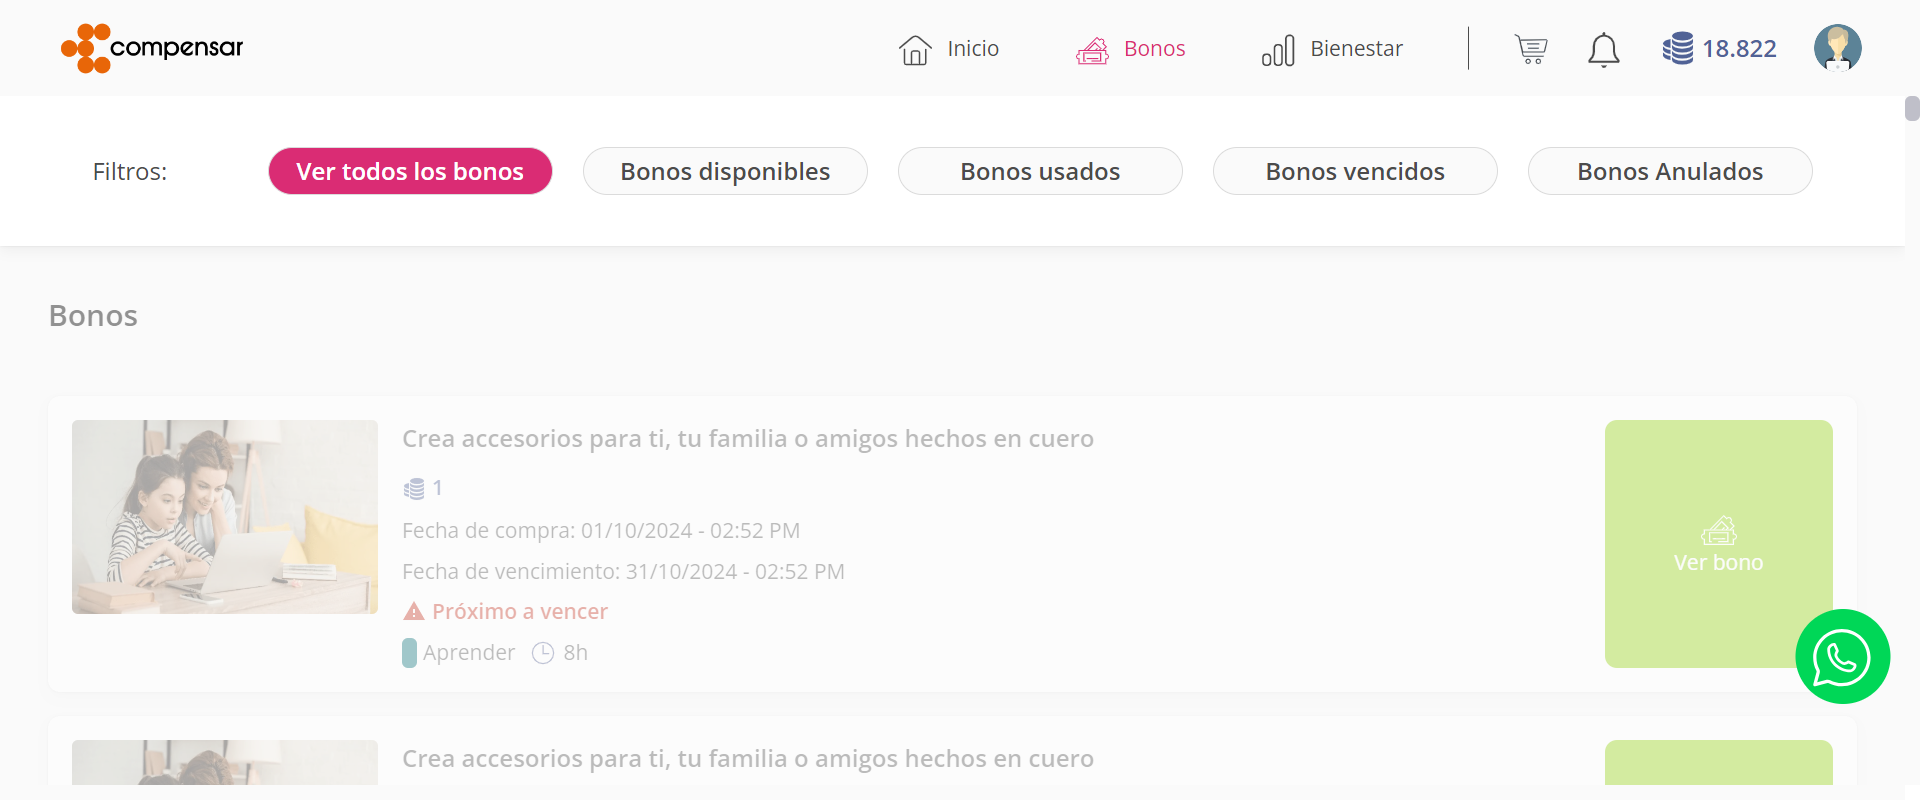 compensar
Inicio
Bonos
Bienestar
18.822
Filtros:
Ver todos los bonos
Bonos disponibles
Bonos usados
Bonos vencidos
Bonos Anulados
Bonos
Crea accesorios para ti, tu familia o amigos hechos en cuero
1
Fecha de compra: 01/10/2024 - 02:52 PM
Fecha de vencimiento: 31/10/2024 - 02:52 PM
Próximo a vencer
Aprender
8h
Ver bono
Crea accesorios para ti, tu familia o amigos hechos en cuero